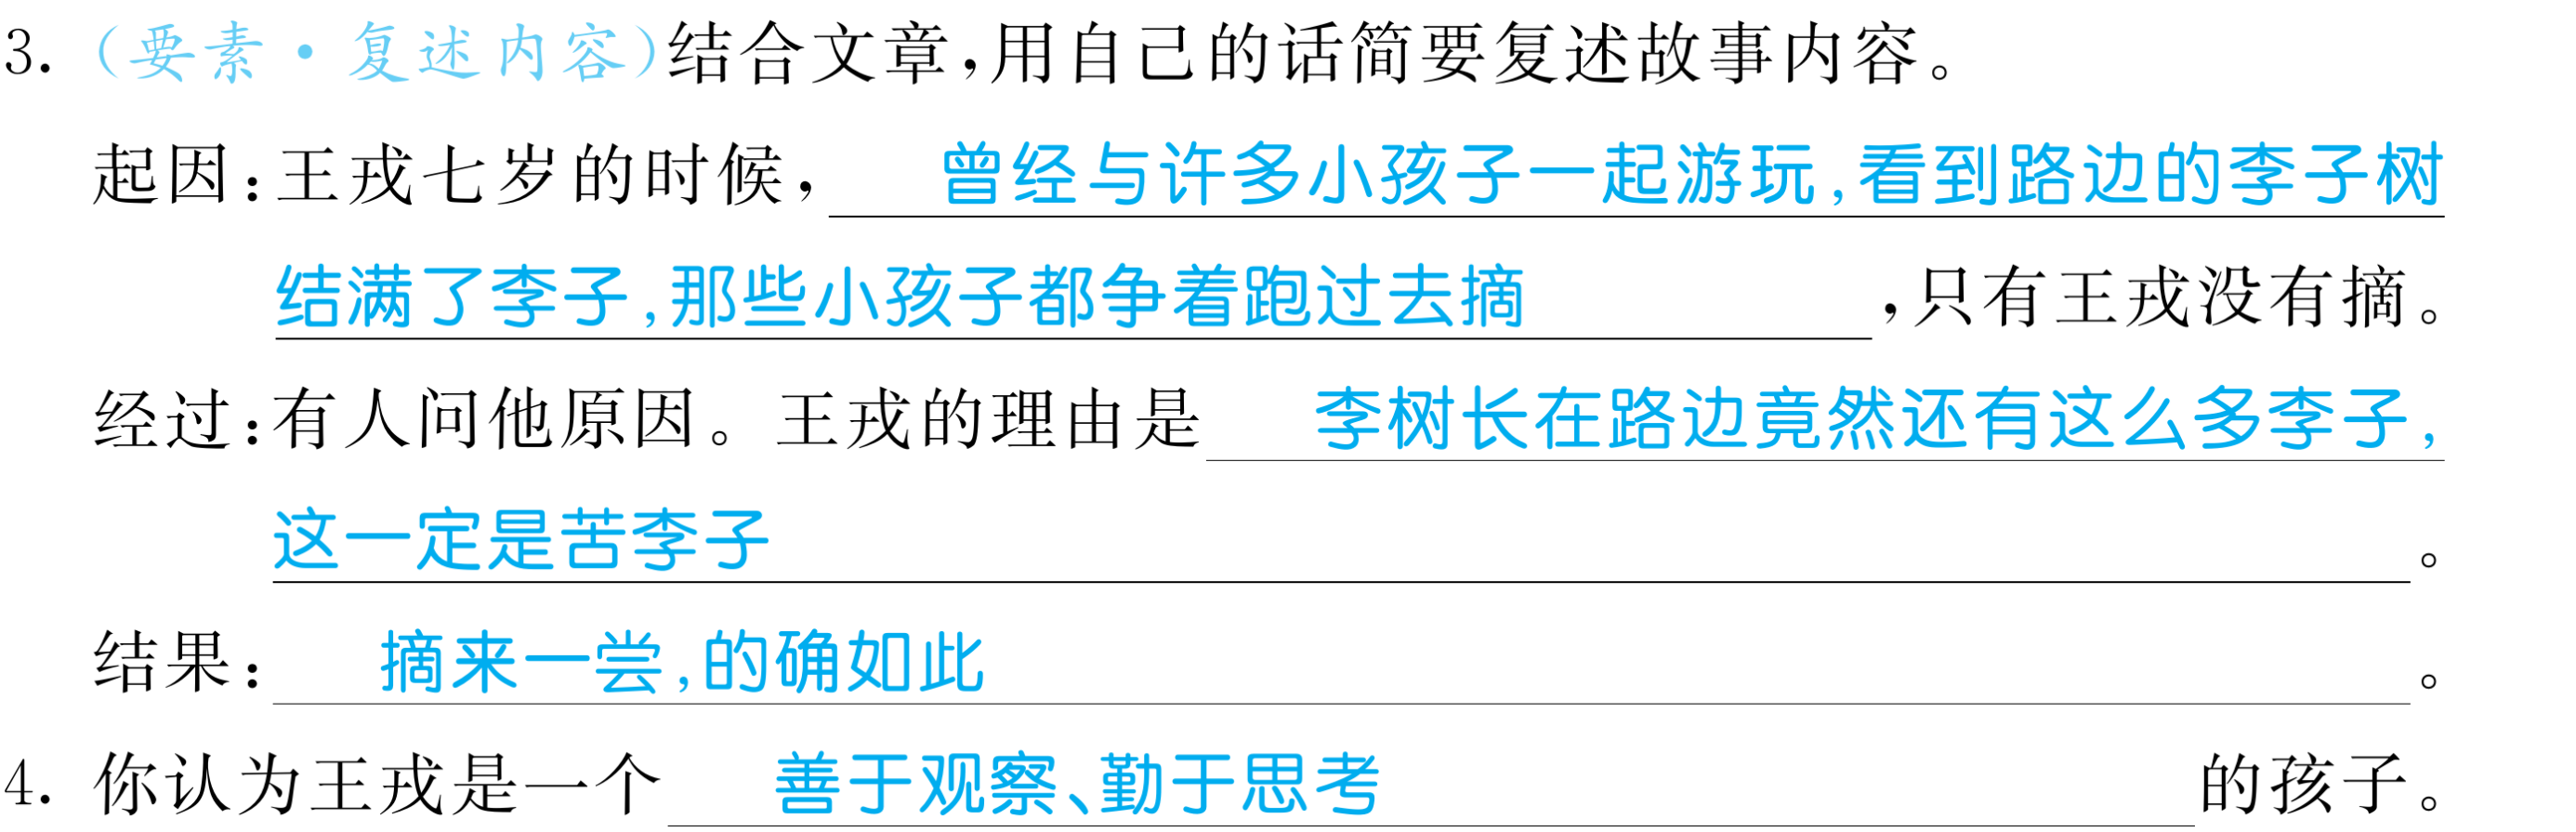 3.（要素·复述内容）结合文章，用自己的话简要复述故事内容。
起因：王戎七岁的时候，曾经与许多小孩子一起游玩，看到路边的李子树
结满了李子，那些小孩子都争着跑过去摘，只有王戎没有摘。
经过：有人问他原因。王戎的理由是李树长在路边竟然还有这么多李子，
这一定是苦李子。
结果：摘来一尝，的确如此。
4. 你认为王戎是一个善于观察、勤于思考的孩子。